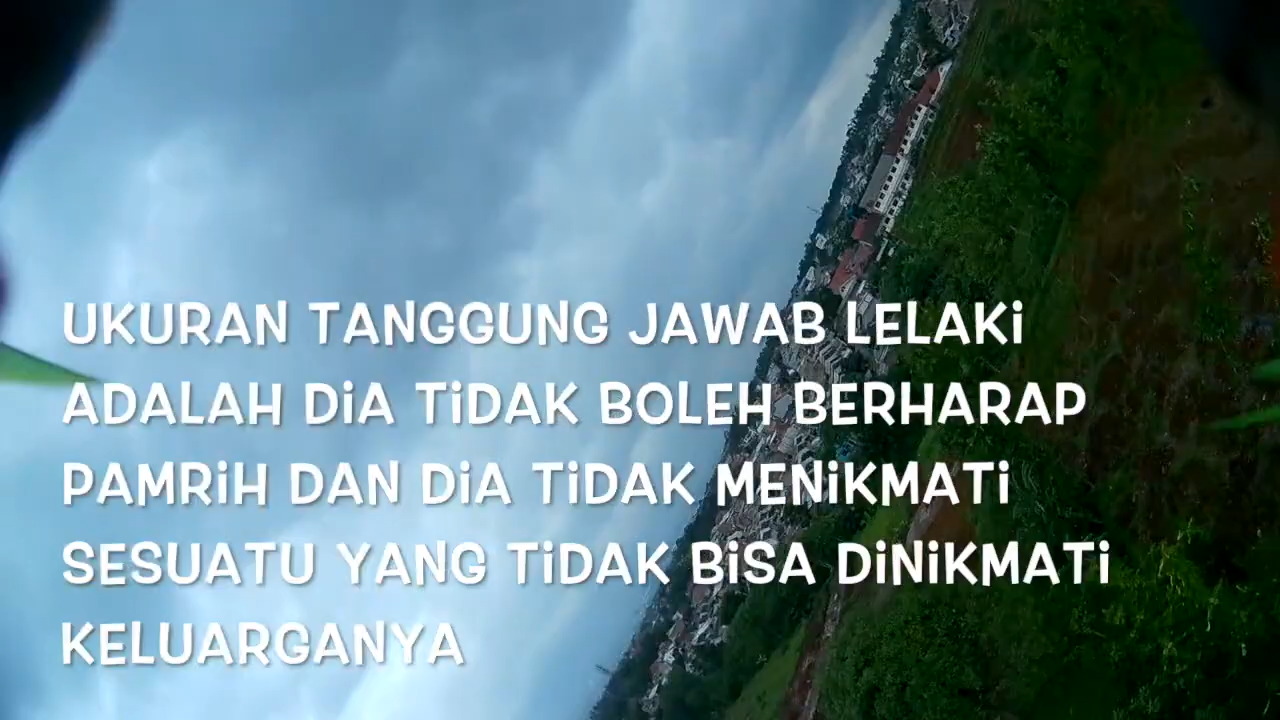 UKURAN TANGGUNG JAWAB LELAKi
ADALAH DiA TiDAK BOLEH BERHARAP
PAMRiH DAN DiA TiDAK MENiKMATi
SESUATU YANG TiDAK BiSA DiNiKMATi
KELUARGANYA